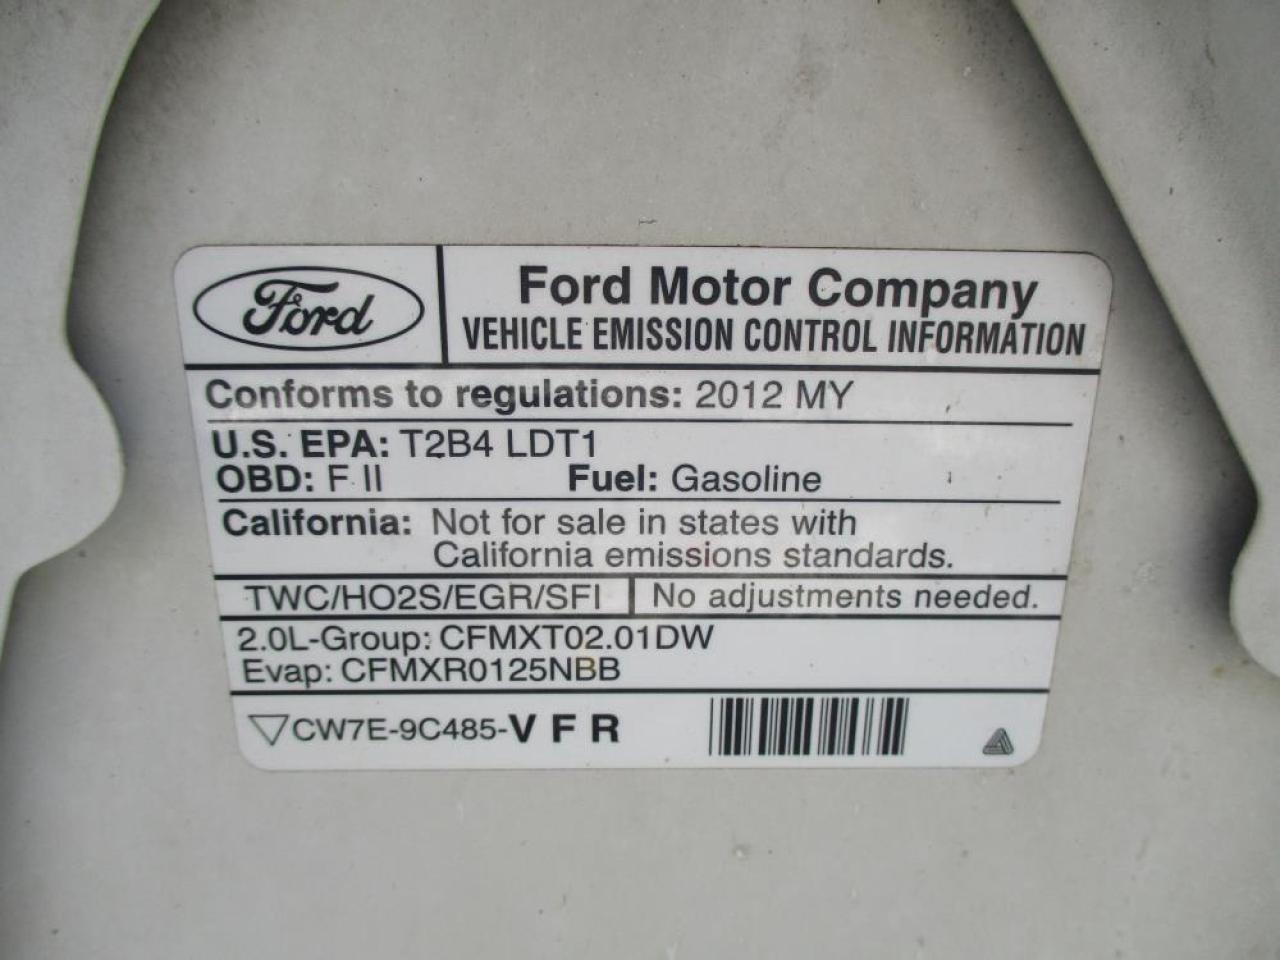 Ford
Ford Motor Company
VEHICLE EMISSION CONTROL INFORMATION
Conforms to regulations: 2012 MY
U.S. EPA: T2B4 LDT1
OBD: F II Fuel: Gasoline
California: Not for sale in states with
California emissions standards.
TWC/HO2S/EGR/SFI No adjustments needed.
2.0L-Group: CFMXT02.01DW
Evap: CFMXR0125NBB
CW7E-9C485-V F R